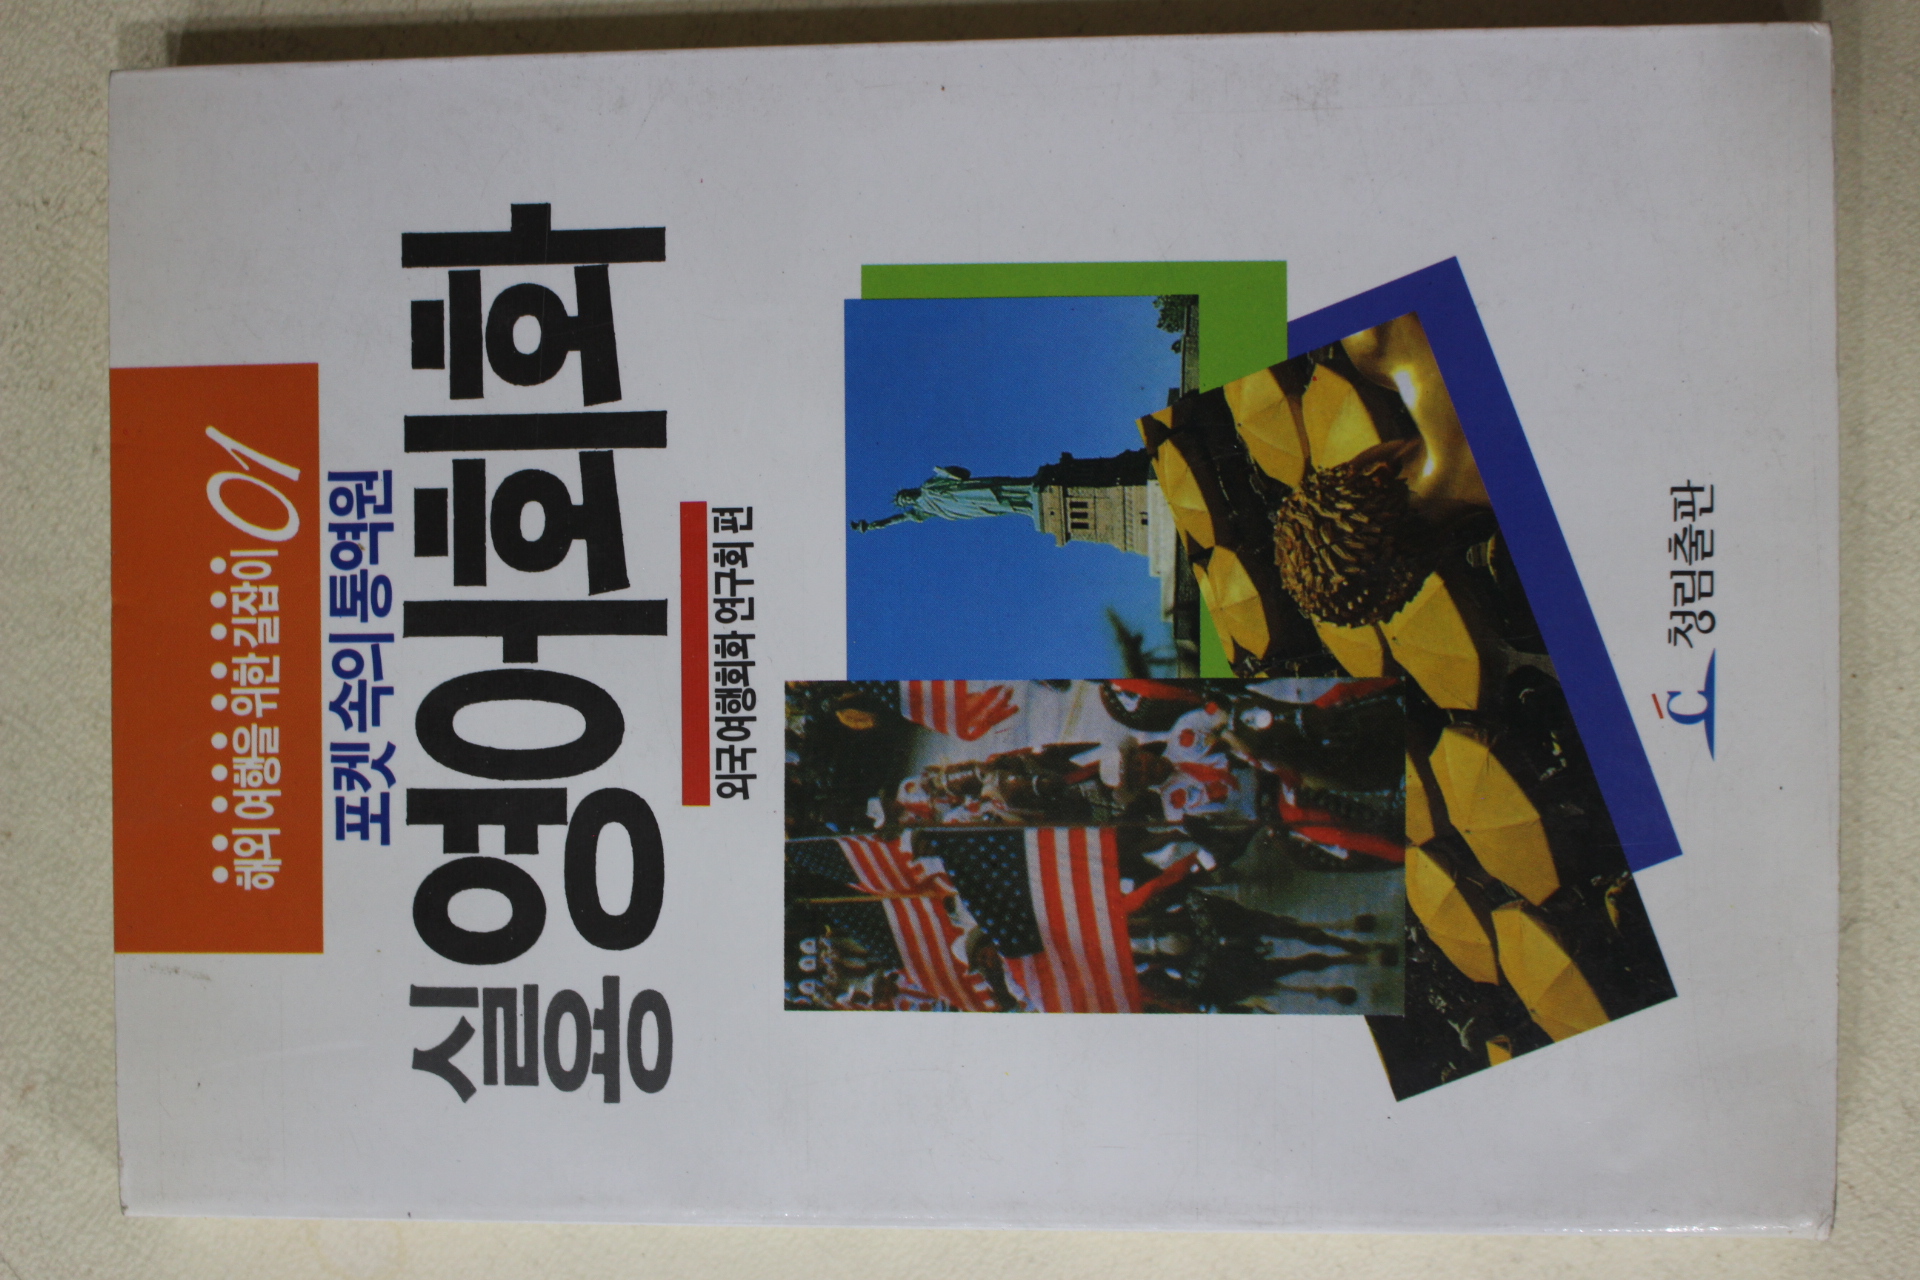 해외 여행을 위한 길잡이 01
포켓 속의 통역원
실용 영어회화
외국여행회화 연구회 편
C 청림출판